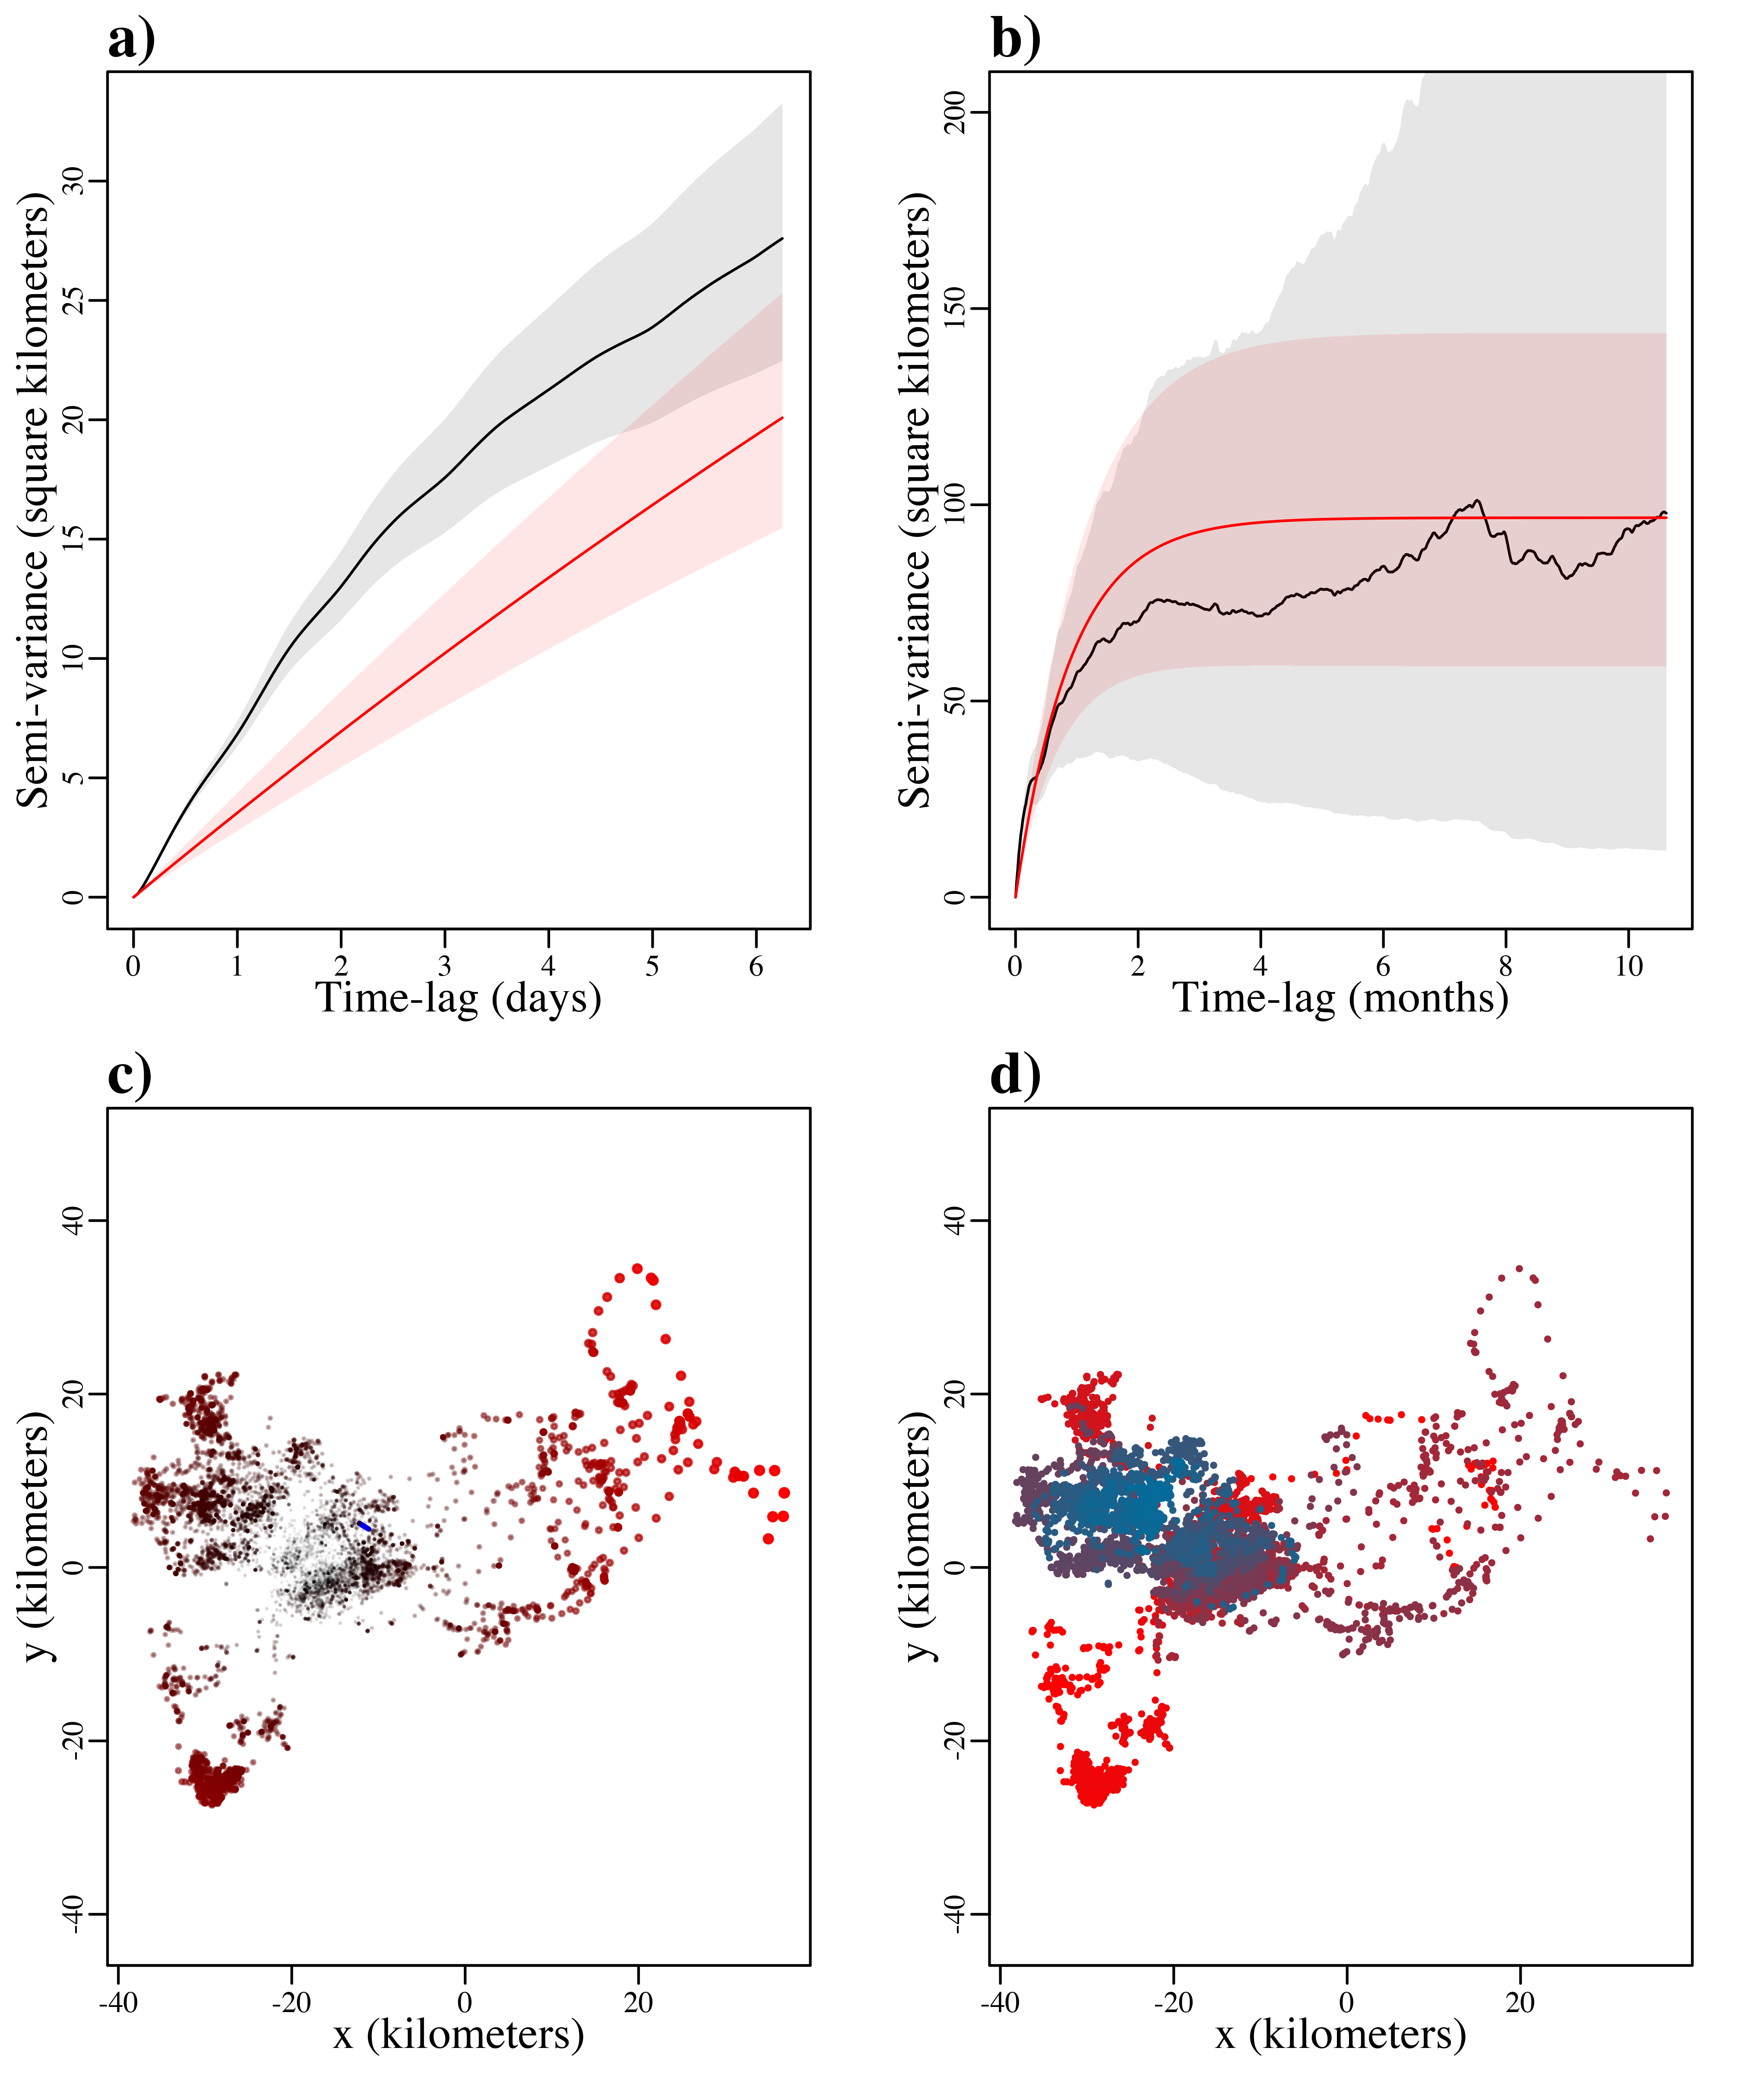 a)
Semi-variance (square kilometers)
0 5 10 15 20 25 30
0 1 2 3 4 5 6
Time-lag (days)
b)
Semi-variance (square kilometers)
0 50 100 150 200
0 2 4 6 8 10
Time-lag (months)
c)
y (kilometers)
-40 -20 0 20 40
-40 -20 0 20
x (kilometers)
d)
y (kilometers)
-40 -20 0 20 40
-40 -20 0 20
x (kilometers)